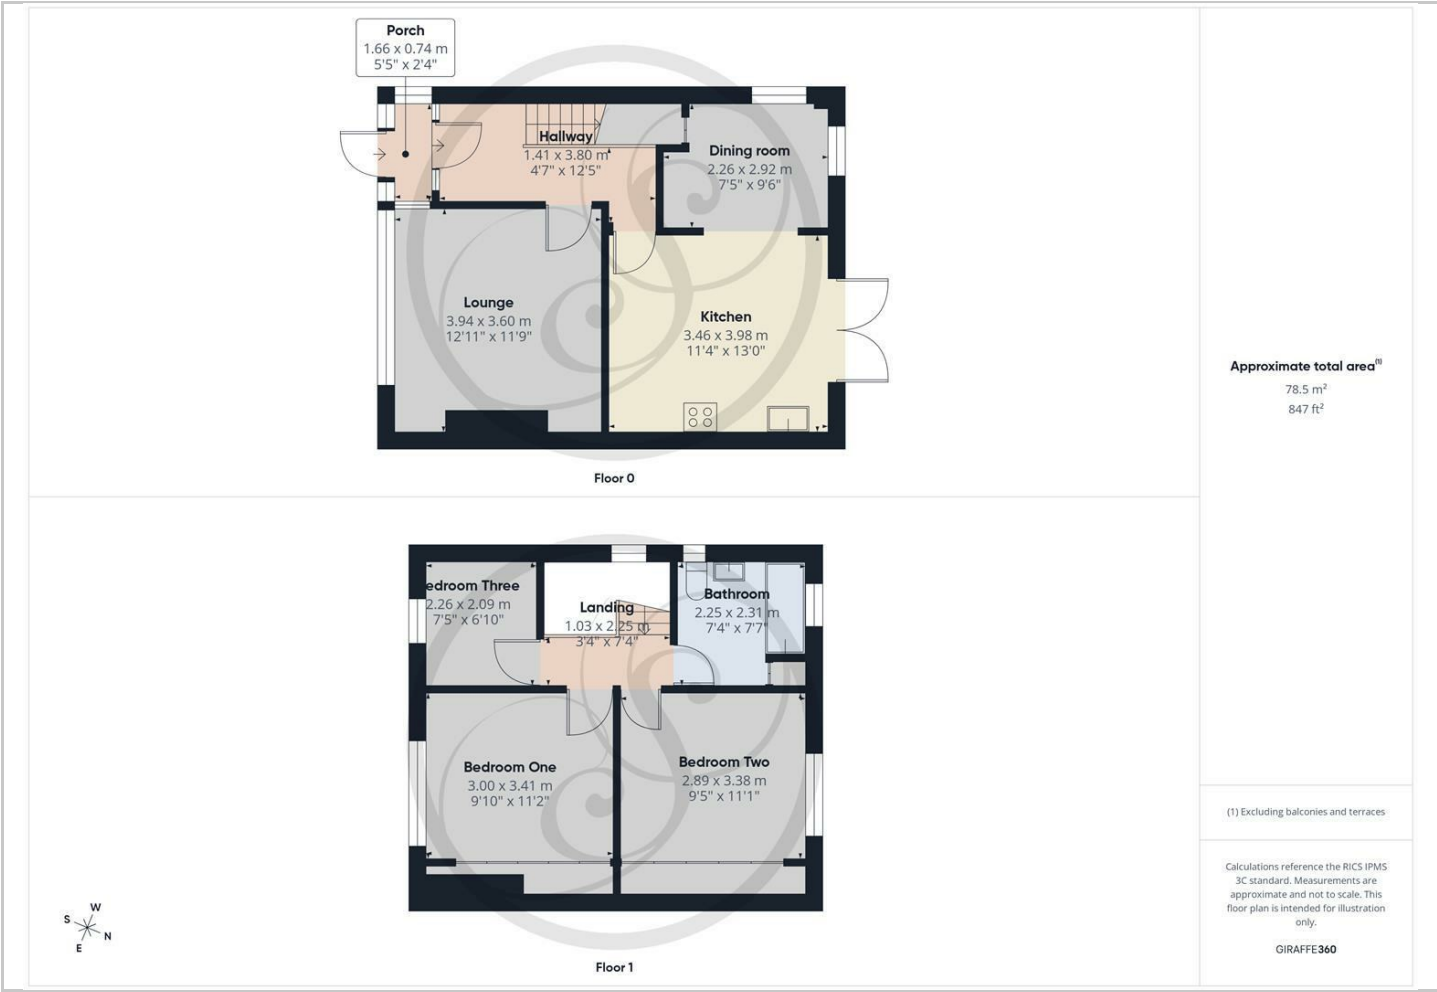 Porch
1.66 x 0.74 m
5'5" x 2'4"
Hallway
1.41 x 3.80 m
4'7" x 12'5"
Dining room
2.26 x 2.92 m
7'5" x 9'6"
Lounge
3.94 x 3.60 m
12'11" x 11'9"
Kitchen
3.46 x 3.98 m
11'4" x 13'0"
Floor 0
edroom Three
2.26 x 2.09 m
7'5" x 6'10"
Landing
1.03 x 2.25 m
3'4" x 7'4"
Bathroom
2.25 x 2.31 m
7'4" x 7'7"
Bedroom One
3.00 x 3.41 m
9'10" x 11'2"
Bedroom Two
2.89 x 3.38 m
9'5" x 11'1"
Floor 1
S W
E N
Approximate total area(1)
78.5 m²
847 ft²
(1) Excluding balconies and terraces
Calculations reference the RICS IPMS
3C standard. Measurements are
approximate and not to scale. This
floor plan is intended for illustration
only.
GIRAFFE360